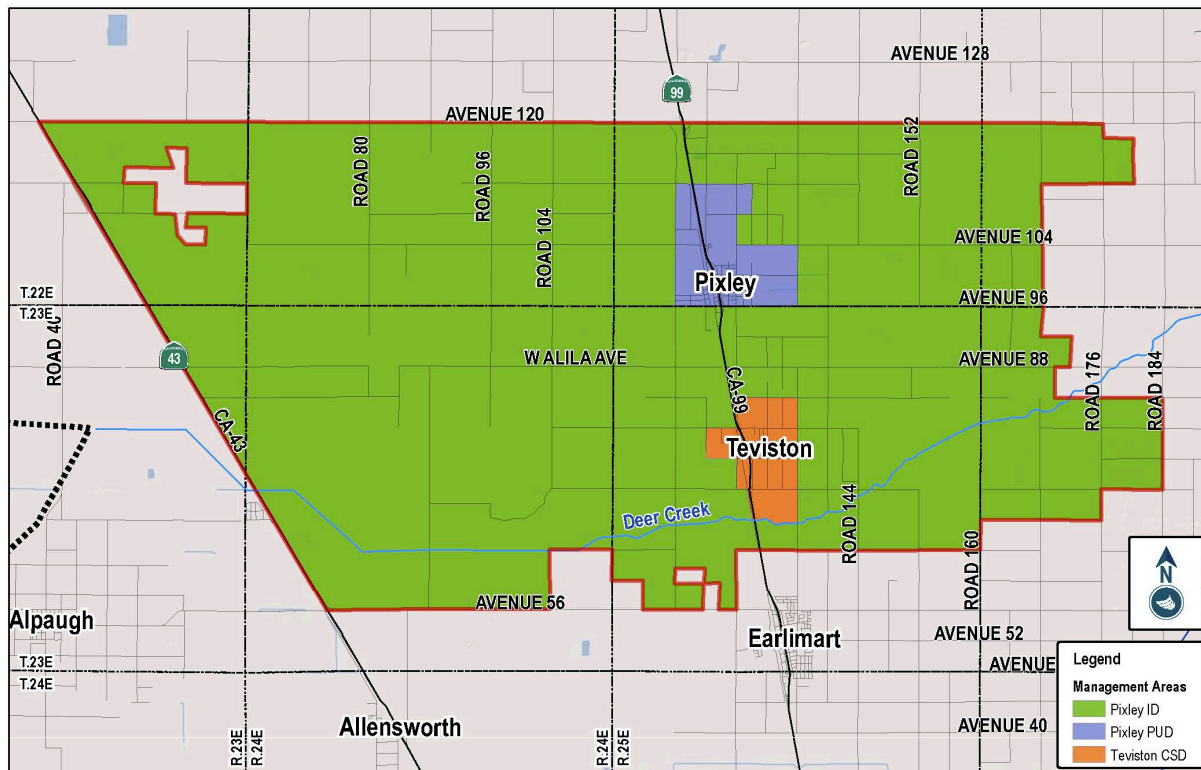 AVENUE 128
99
AVENUE 120
ROAD 80
ROAD 96
ROAD 104
ROAD 152
AVENUE 104
Pixley
T.22E
T.23E
AVENUE 96
ROAD 40
43
WALILA AVE
AVENUE 88
ROAD 176
ROAD 184
CA-99
CA-43
Teviston
Deer Creek
ROAD 144
ROAD 160
N
AVENUE 56
Alpaugh
Earlimart
AVENUE 52
T.23E
T.24E
AVENUE
Allensworth
AVENUE 40
R.23E
R.24E
R.24E
R.25E
Legend
Management Areas
Pixley ID
Pixley PUD
Teviston CSD